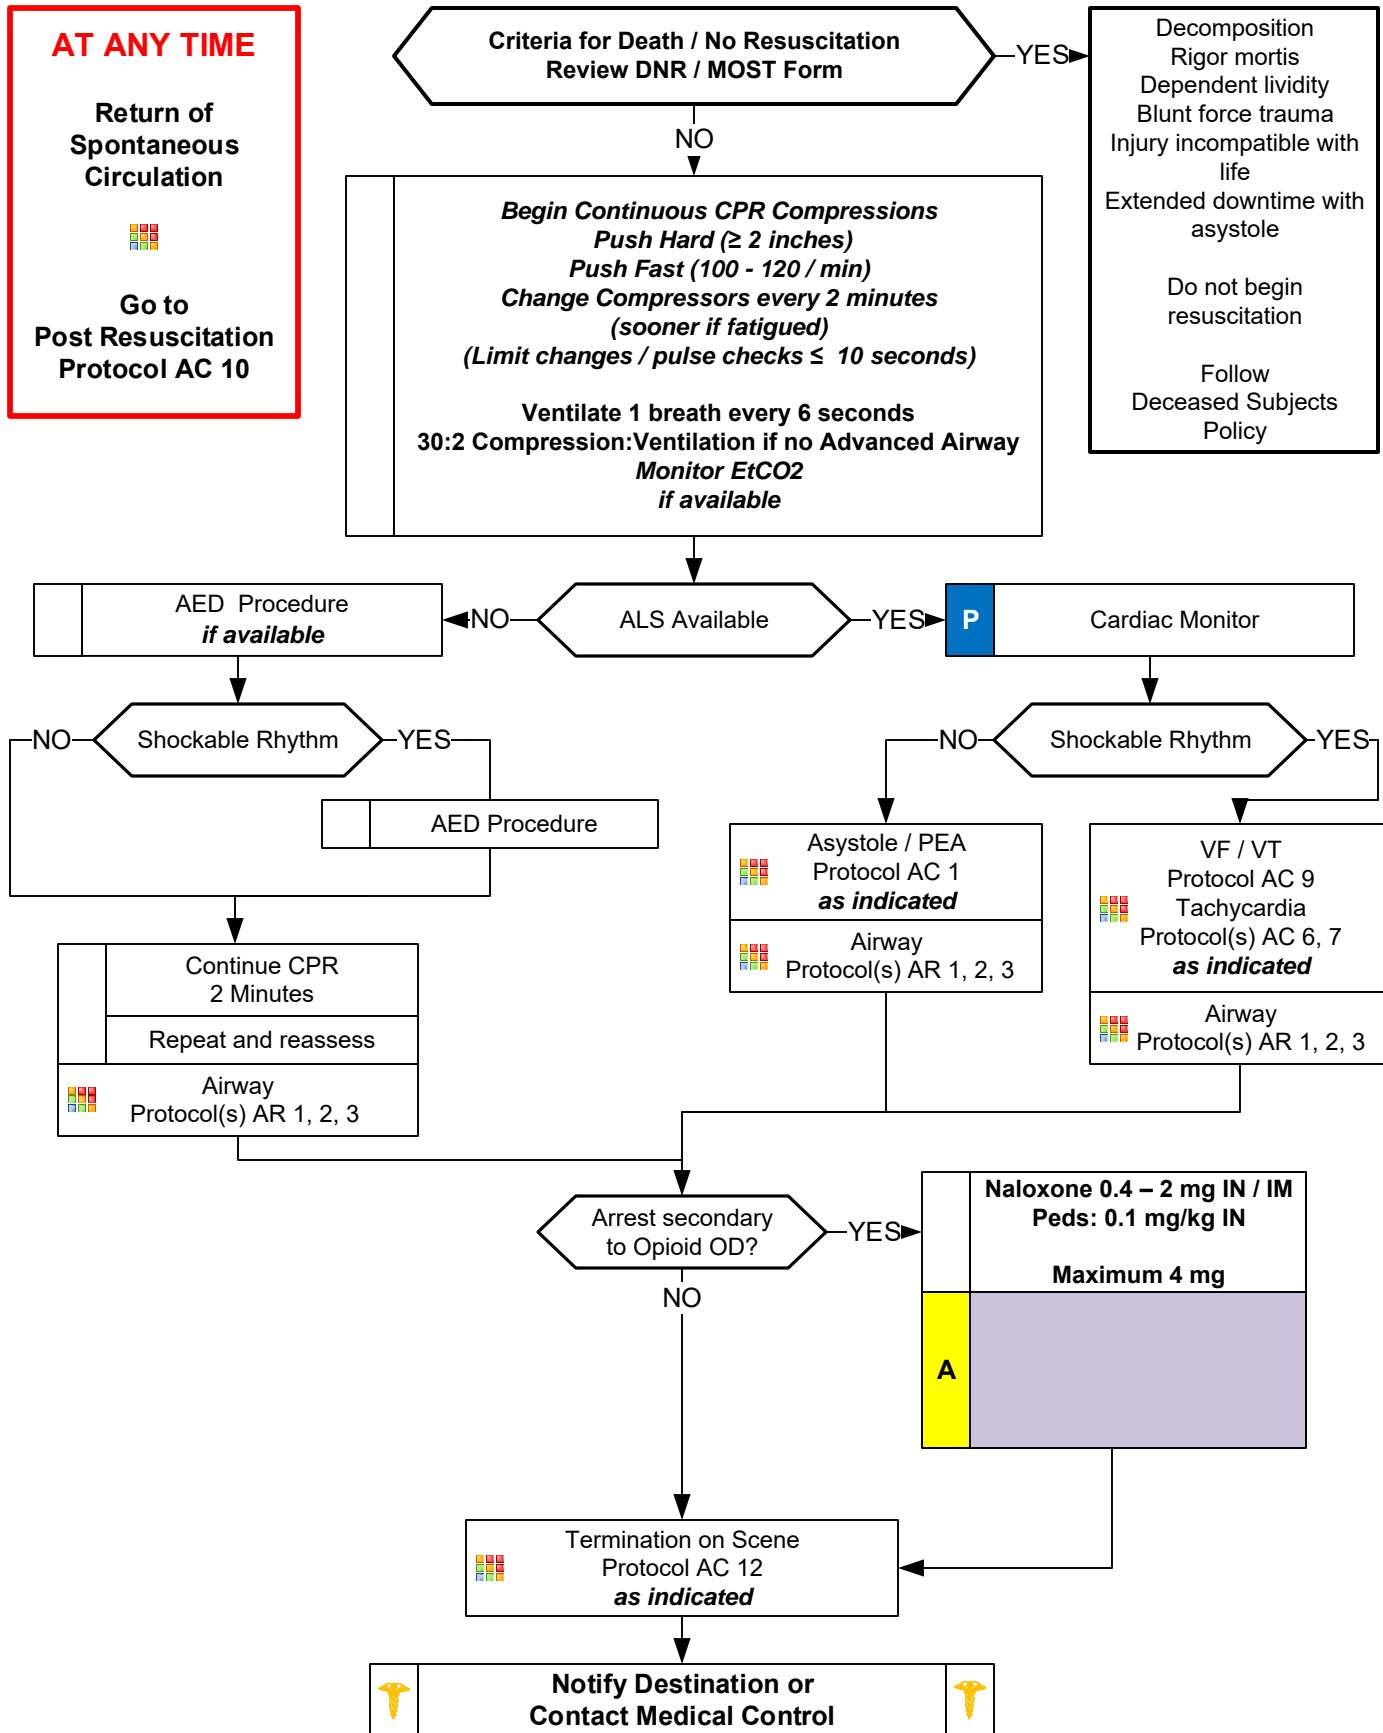 AT ANY TIME
Return of
Spontaneous
Circulation
Go to
Post Resuscitation
Protocol AC 10
Criteria for Death / No Resuscitation
Review DNR / MOST Form
YES
Decomposition
Rigor mortis
Dependent lividity
Blunt force trauma
Injury incompatible with
life
Extended downtime with
asystole
Do not begin
resuscitation
Follow
Deceased Subjects
Policy
NO
Begin Continuous CPR Compressions
Push Hard (≥ 2 inches)
Push Fast (100 - 120 / min)
Change Compressors every 2 minutes
(sooner if fatigued)
(Limit changes / pulse checks ≤ 10 seconds)
Ventilate 1 breath every 6 seconds
30:2 Compression:Ventilation if no Advanced Airway
Monitor EtCO2
if available
AED Procedure
if available
NO
ALS Available
YES
P
Cardiac Monitor
NO
Shockable Rhythm
YES
NO
Shockable Rhythm
YES
AED Procedure
Asystole / PEA
Protocol AC 1
as indicated
Airway
Protocol(s) AR 1, 2, 3
VF / VT
Protocol AC 9
Tachycardia
Protocol(s) AC 6, 7
as indicated
Airway
Protocol(s) AR 1, 2, 3
Continue CPR
2 Minutes
Repeat and reassess
Airway
Protocol(s) AR 1, 2, 3
Arrest secondary
to Opioid OD?
YES
Naloxone 0.4 – 2 mg IN / IM
Peds: 0.1 mg/kg IN
Maximum 4 mg
A
NO
Termination on Scene
Protocol AC 12
as indicated
Notify Destination or
Contact Medical Control